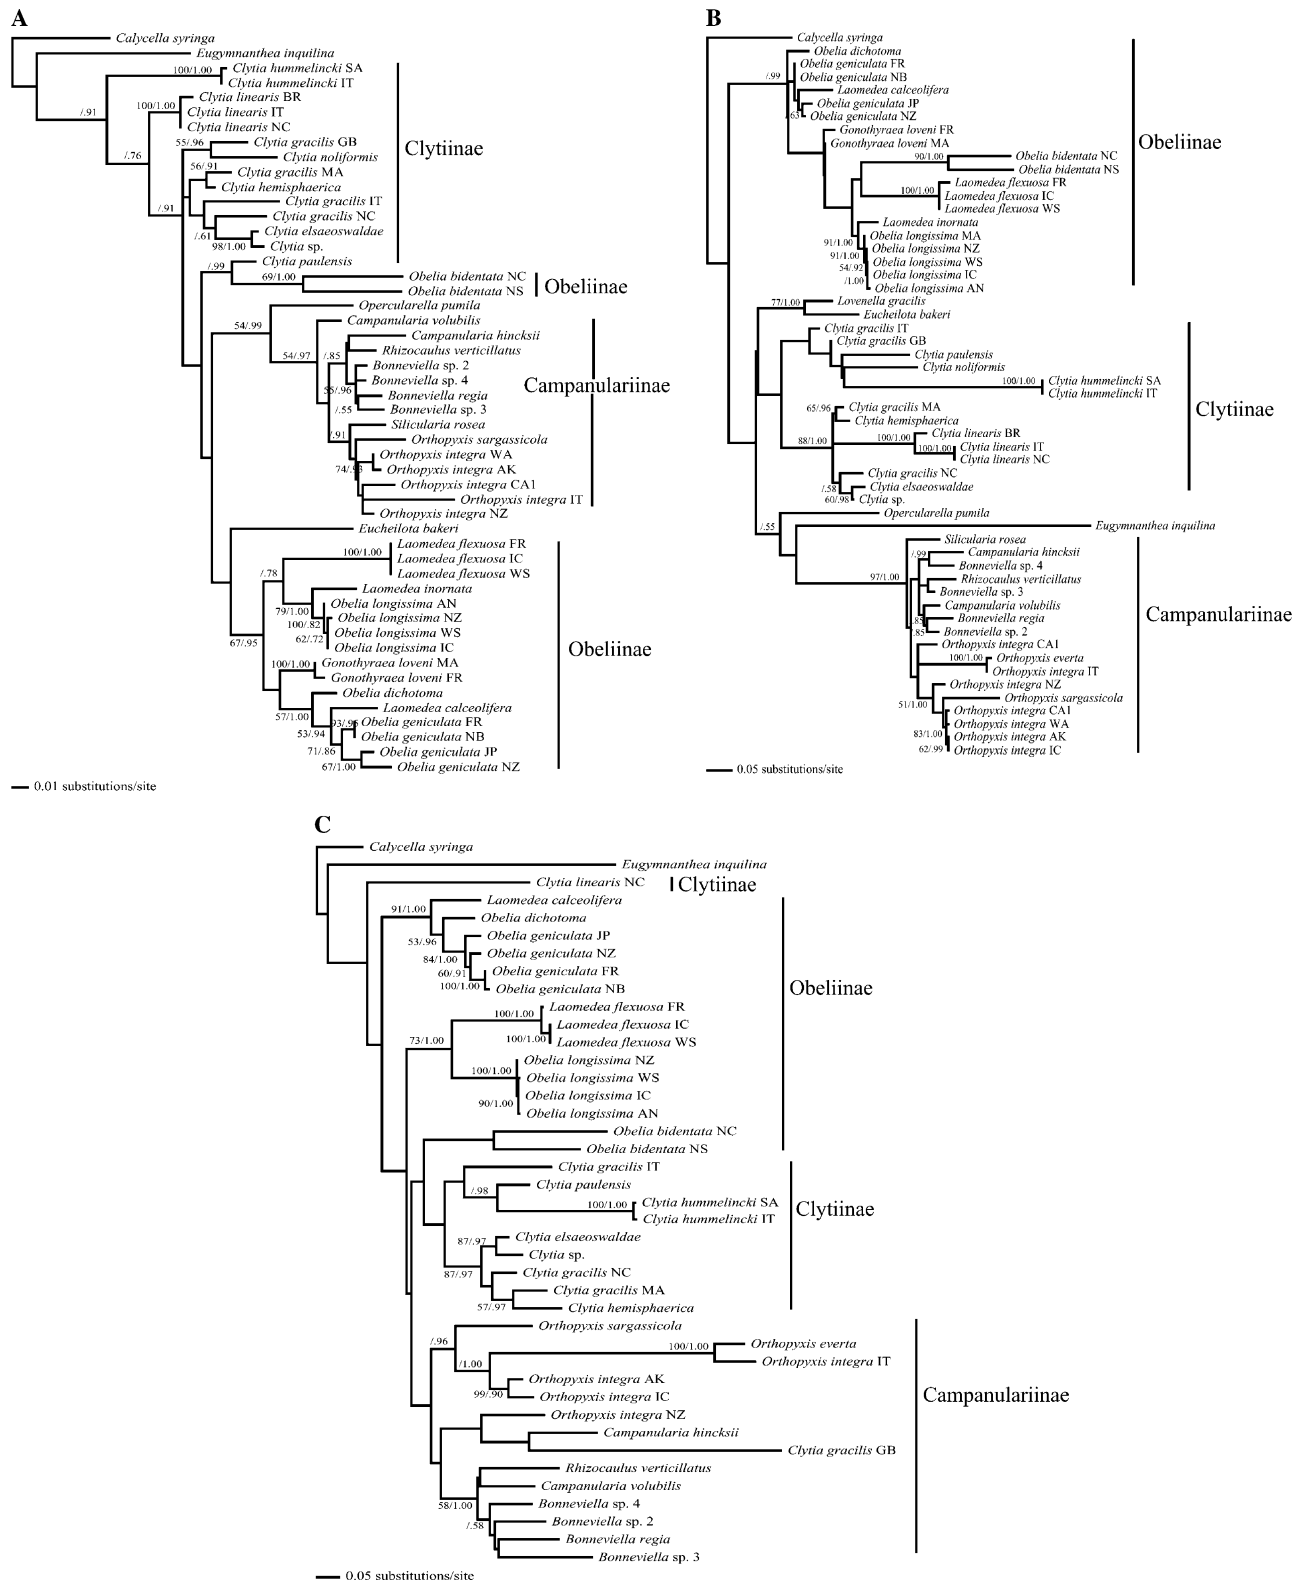 A
Calycella syringa
Eugymnanthea inquilina
100/1.00
Clytia hummelincki SA
Clytia hummelincki IT
/.91
100/1.00
Clytia linearis BR
Clytia linearis IT
Clytia linearis NC
/.76
55/.96
Clytia gracilis GB
Clytia noliformis
Clytiinae
56/.91
Clytia gracilis MA
Clytia hemisphaerica
/.91
Clytia gracilis IT
Clytia gracilis NC
/.61
Clytia elsaeoswaldae
98/1.00
Clytia sp.
/.99
Clytia paulensis
69/1.00
Obelia bidentata NC
Obelia bidentata NS
Obeliinae
Opercularella pumila
54/.99
Campanularia volubilis
Campanularia hincksii
54/.97
/.85
Rhizocaulus verticillatus
Bonneviella sp. 2
Bonneviella sp. 4
55/.96
Bonneviella regia
/.55
Bonneviella sp. 3
Campanulariinae
Silicularia rosea
/.91
Orthopyxis sargassicola
Orthopyxis integra WA
Orthopyxis integra AK
Orthopyxis integra CA1
Orthopyxis integra IT
Orthopyxis integra NZ
Eucheilota bakeri
Laomedea flexuosa FR
100/1.00
Laomedea flexuosa IC
Laomedea flexuosa WS
/.78
Laomedea inornata
79/1.00
Obelia longissima AN
100/.82
Obelia longissima NZ
62/.72
Obelia longissima WS
Obelia longissima IC
67/.95
Obeliinae
100/1.00
Gonothyraea loveni MA
Gonothyraea loveni FR
Obelia dichotoma
57/1.00
Laomedea calceolifera
Obelia geniculata FR
53/.94
Obelia geniculata NB
71/.86
Obelia geniculata JP
67/1.00
Obelia geniculata NZ
0.01 substitutions/site
B
Calycella syringa
Obelia dichotoma
Obelia geniculata FR
/.99
Obelia geniculata NB
Laomedea calceolifera
Obelia geniculata JP
.63
Obelia geniculata NZ
Gonothyraea loveni FR
Gonothyraea loveni MA
Obeliinae
90/1.00
Obelia bidentata NC
Obelia bidentata NS
Laomedea flexuosa FR
100/1.00
Laomedea flexuosa IC
Laomedea flexuosa WS
Laomedea inornata
Obelia longissima MA
91/1.00
Obelia longissima NZ
91/1.00
Obelia longissima WS
54/.92
Obelia longissima IC
/1.00
Obelia longissima AN
77/1.00
Lovenella gracilis
Eucheilota bakeri
Clytia gracilis IT
Clytia gracilis GB
Clytia paulensis
Clytia noliformis
100/1.00
Clytia hummelincki SA
Clytia hummelincki IT
Clytiinae
65/.96
Clytia gracilis MA
Clytia hemisphaerica
88/1.00
100/1.00
Clytia linearis BR
100/1.00
Clytia linearis IT
Clytia linearis NC
Clytia gracilis NC
/.58
Clytia elsaeoswaldae
60/.98
Clytia sp.
Opercularella pumila
/.55
Eugymnanthea inquilina
Silicularia rosea
/.99
Campanularia hincksii
Bonneviella sp. 4
97/1.00
Rhizocaulus verticillatus
Bonneviella sp. 3
Campanularia volubilis
.85
Bonneviella regia
/.85
Bonneviella sp. 2
Campanulariinae
Orthopyxis integra CA1
100/1.00
Orthopyxis everta
Orthopyxis integra IT
Orthopyxis integra NZ
51/1.00
Orthopyxis sargassicola
Orthopyxis integra CA1
Orthopyxis integra WA
83/1.00
Orthopyxis integra AK
62/.99
Orthopyxis integra IC
0.05 substitutions/site
C
Calycella syringa
Eugymnanthea inquilina
Clytia linearis NC
Clytiinae
Laomedea calceolifera
91/1.00
Obelia dichotoma
53/.96
Obelia geniculata JP
84/1.00
Obelia geniculata NZ
60/.91
Obelia geniculata FR
100/1.00
Obelia geniculata NB
Obeliinae
Laomedea flexuosa FR
100/1.00
Laomedea flexuosa IC
100/1.00
Laomedea flexuosa WS
73/1.00
Obelia longissima NZ
100/1.00
Obelia longissima WS
Obelia longissima IC
90/1.00
Obelia longissima AN
Obelia bidentata NC
Obelia bidentata NS
Clytia gracilis IT
/.98
Clytia paulensis
100/1.00
Clytia hummelincki SA
Clytia hummelincki IT
Clytiinae
87/.97
Clytia elsaeoswaldae
Clytia sp.
87/.97
Clytia gracilis NC
Clytia gracilis MA
57/.97
Clytia hemisphaerica
Orthopyxis sargassicola
/.96
100/1.00
Orthopyxis everta
Orthopyxis integra IT
/1.00
Orthopyxis integra AK
99/.90
Orthopyxis integra IC
Campanulariinae
Orthopyxis integra NZ
Campanularia hincksii
Clytia gracilis GB
Rhizocaulus verticillatus
Campanularia volubilis
58/1.00
Bonneviella sp. 4
/.58
Bonneviella sp. 2
Bonneviella regia
Bonneviella sp. 3
0.05 substitutions/site